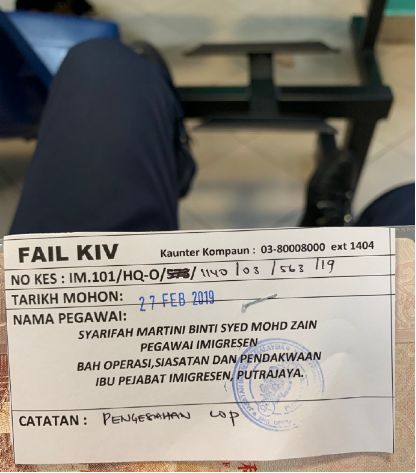 FAIL KIV
Kaunter Kompaun : 03-80008000 ext 1404
NO KES : IM.101/HQ-O/S78/ 1140 / 03 / 563 / 19
TARIKH MOHON: 27 FEB 2019
NAMA PEGAWAI:
SYARIFAH MARTINI BINTI SYED MOHD ZAIN
PEGAWAI IMIGRESEN
BAH OPERASI,SIASATAN DAN PENDAKWAAN
IBU PEJABAT IMIGRESEN, PUTRAJAYA.
CATATAN : PENGESAHAN COP